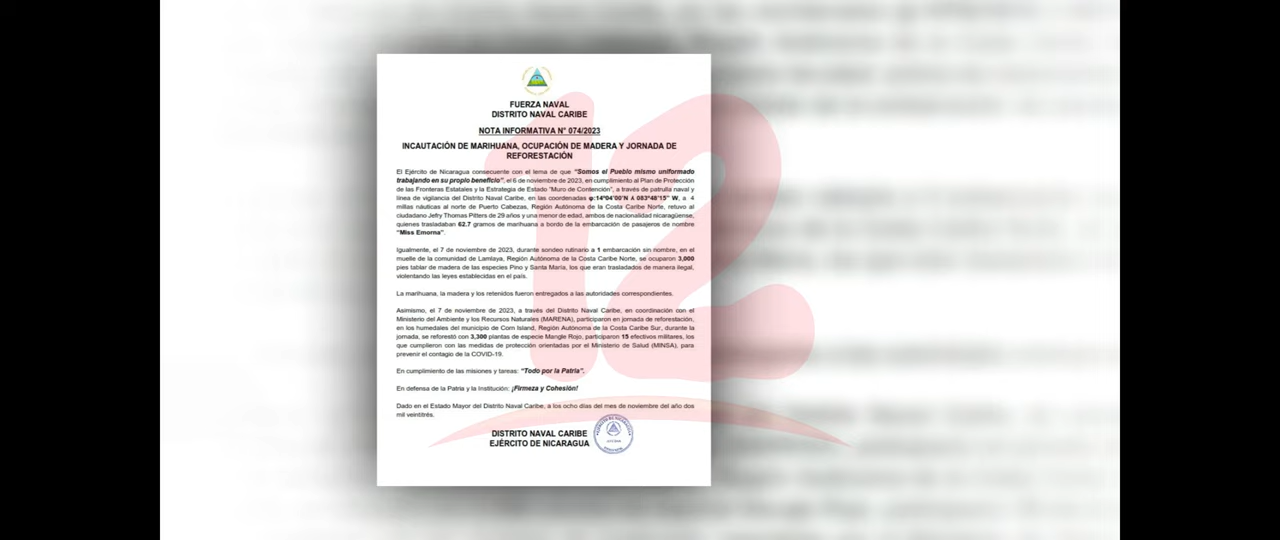 FUERZA NAVAL
DISTRITO NAVAL CARIBE
NOTA INFORMATIVA N° 074/2023
INCAUTACIÓN DE MARIHUANA, OCUPACIÓN DE MADERA Y JORNADA DE
REFORESTACIÓN
El Ejército de Nicaragua consecuente con el lema de que "Somos el Pueblo mismo uniformado
trabajando en su propio beneficio", el 6 de noviembre de 2023, en cumplimiento al Plan de Protección
de las Fronteras Estatales y la Estrategia de Estado "Muro de Contención", a través de patrulla naval y
línea de vigilancia del Distrito Naval Caribe, en las coordenadas φ:14°04'00"N λ 083°48'15" W, a 4
millas náuticas al norte de Puerto Cabezas, Región Autónoma de la Costa Caribe Norte, retuvo al
ciudadano Jefry Thomas Pitters de 29 años y una menor de edad, ambos de nacionalidad nicaragüense,
quienes trasladaban 62.7 gramos de marihuana a bordo de la embarcación de pasajeros de nombre
"Miss Emorna".
Igualmente, el 7 de noviembre de 2023, durante sondeo rutinario a 1 embarcación sin nombre, en el
muelle de la comunidad de Lamlaya, Región Autónoma de la Costa Caribe Norte, se ocuparon 3,000
pies tablar de madera de las especies Pino y Santa María, los que eran trasladados de manera ilegal,
violentando las leyes establecidas en el país.
La marihuana, la madera y los retenidos fueron entregados a las autoridades correspondientes.
Asimismo, el 7 de noviembre de 2023, a través del Distrito Naval Caribe, en coordinación con el
Ministerio del Ambiente y los Recursos Naturales (MARENA), participaron en jornada de reforestación,
en los humedales del municipio de Corn Island, Región Autónoma de la Costa Caribe Sur, durante la
jornada, se reforestó con 3,300 plantas de especie Mangle Rojo, participaron 15 efectivos militares, los
que cumplieron con las medidas de protección orientadas por el Ministerio de Salud (MINSA), para
prevenir el contagio de la COVID-19.
En cumplimiento de las misiones y tareas: "Todo por la Patria".
En defensa de la Patria y la Institución: ¡Firmeza y Cohesión!
Dado en el Estado Mayor del Distrito Naval Caribe, a los ocho días del mes de noviembre del año dos
mil veintitrés.
DISTRITO NAVAL CARIBE
EJÉRCITO DE NICARAGUA
12